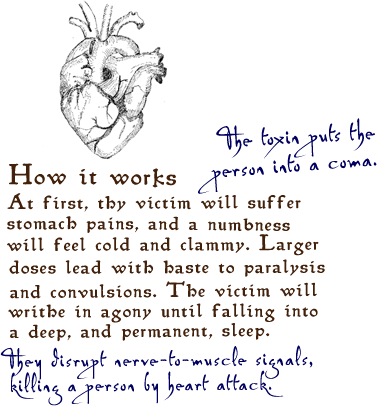 The toxin puts the
person into a coma.
How it works
At first, thy victim will suffer
stomach pains, and a numbness
will feel cold and clammy. Larger
doses lead with haste to paralysis
and convulsions. The victim will
writhe in agony until falling into
a deep, and permanent, sleep.
They disrupt nerve-to-muscle signals,
killing a person by heart attack.